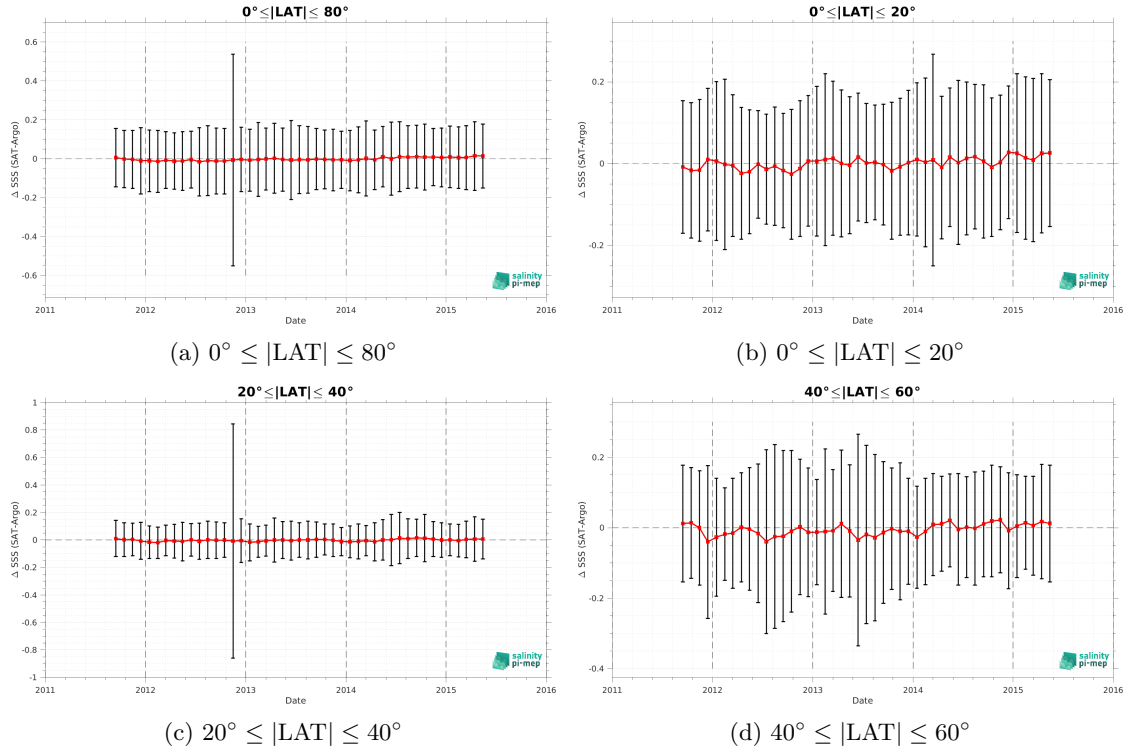 0°≤|LAT|≤ 80°
Δ SSS (SAT-Argo)
0.6
0.4
0.2
0
-0.2
-0.4
-0.6
2011 2012 2013 2014 2015 2016
Date
salinity
pi-mep
(a) 0° ≤ |LAT| ≤ 80°
0°≤|LAT|≤ 20°
Δ SSS (SAT-Argo)
0.2
0
-0.2
2011 2012 2013 2014 2015 2016
Date
salinity
pi-mep
(b) 0° ≤ |LAT| ≤ 20°
20°≤|LAT|≤ 40°
Δ SSS (SAT-Argo)
1
0.8
0.6
0.4
0.2
0
-0.2
-0.4
-0.6
-0.8
-1
2011 2012 2013 2014 2015 2016
Date
salinity
pi-mep
(c) 20° ≤ |LAT| ≤ 40°
40°≤|LAT|≤ 60°
Δ SSS (SAT-Argo)
0.2
0
-0.2
-0.4
2011 2012 2013 2014 2015 2016
Date
salinity
pi-mep
(d) 40° ≤ |LAT| ≤ 60°